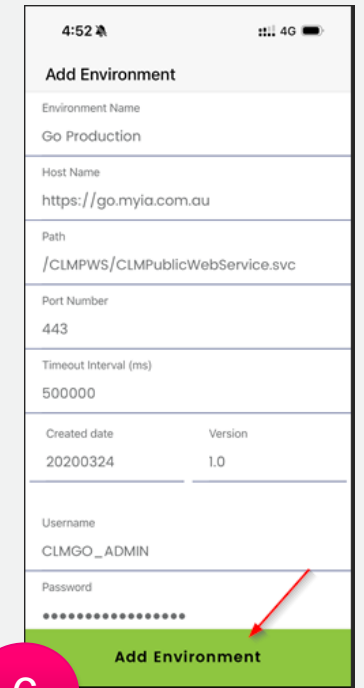 4:52
4G
Add Environment
Environment Name
Go Production
Host Name
https://go.myia.com.au
Path
/CLMPWS/CLMPublicWebService.svc
Port Number
443
Timeout Interval (ms)
500000
Created date Version
20200324 1.0
Username
CLMGO_ADMIN
Password
•••••••••••••••••
Add Environment